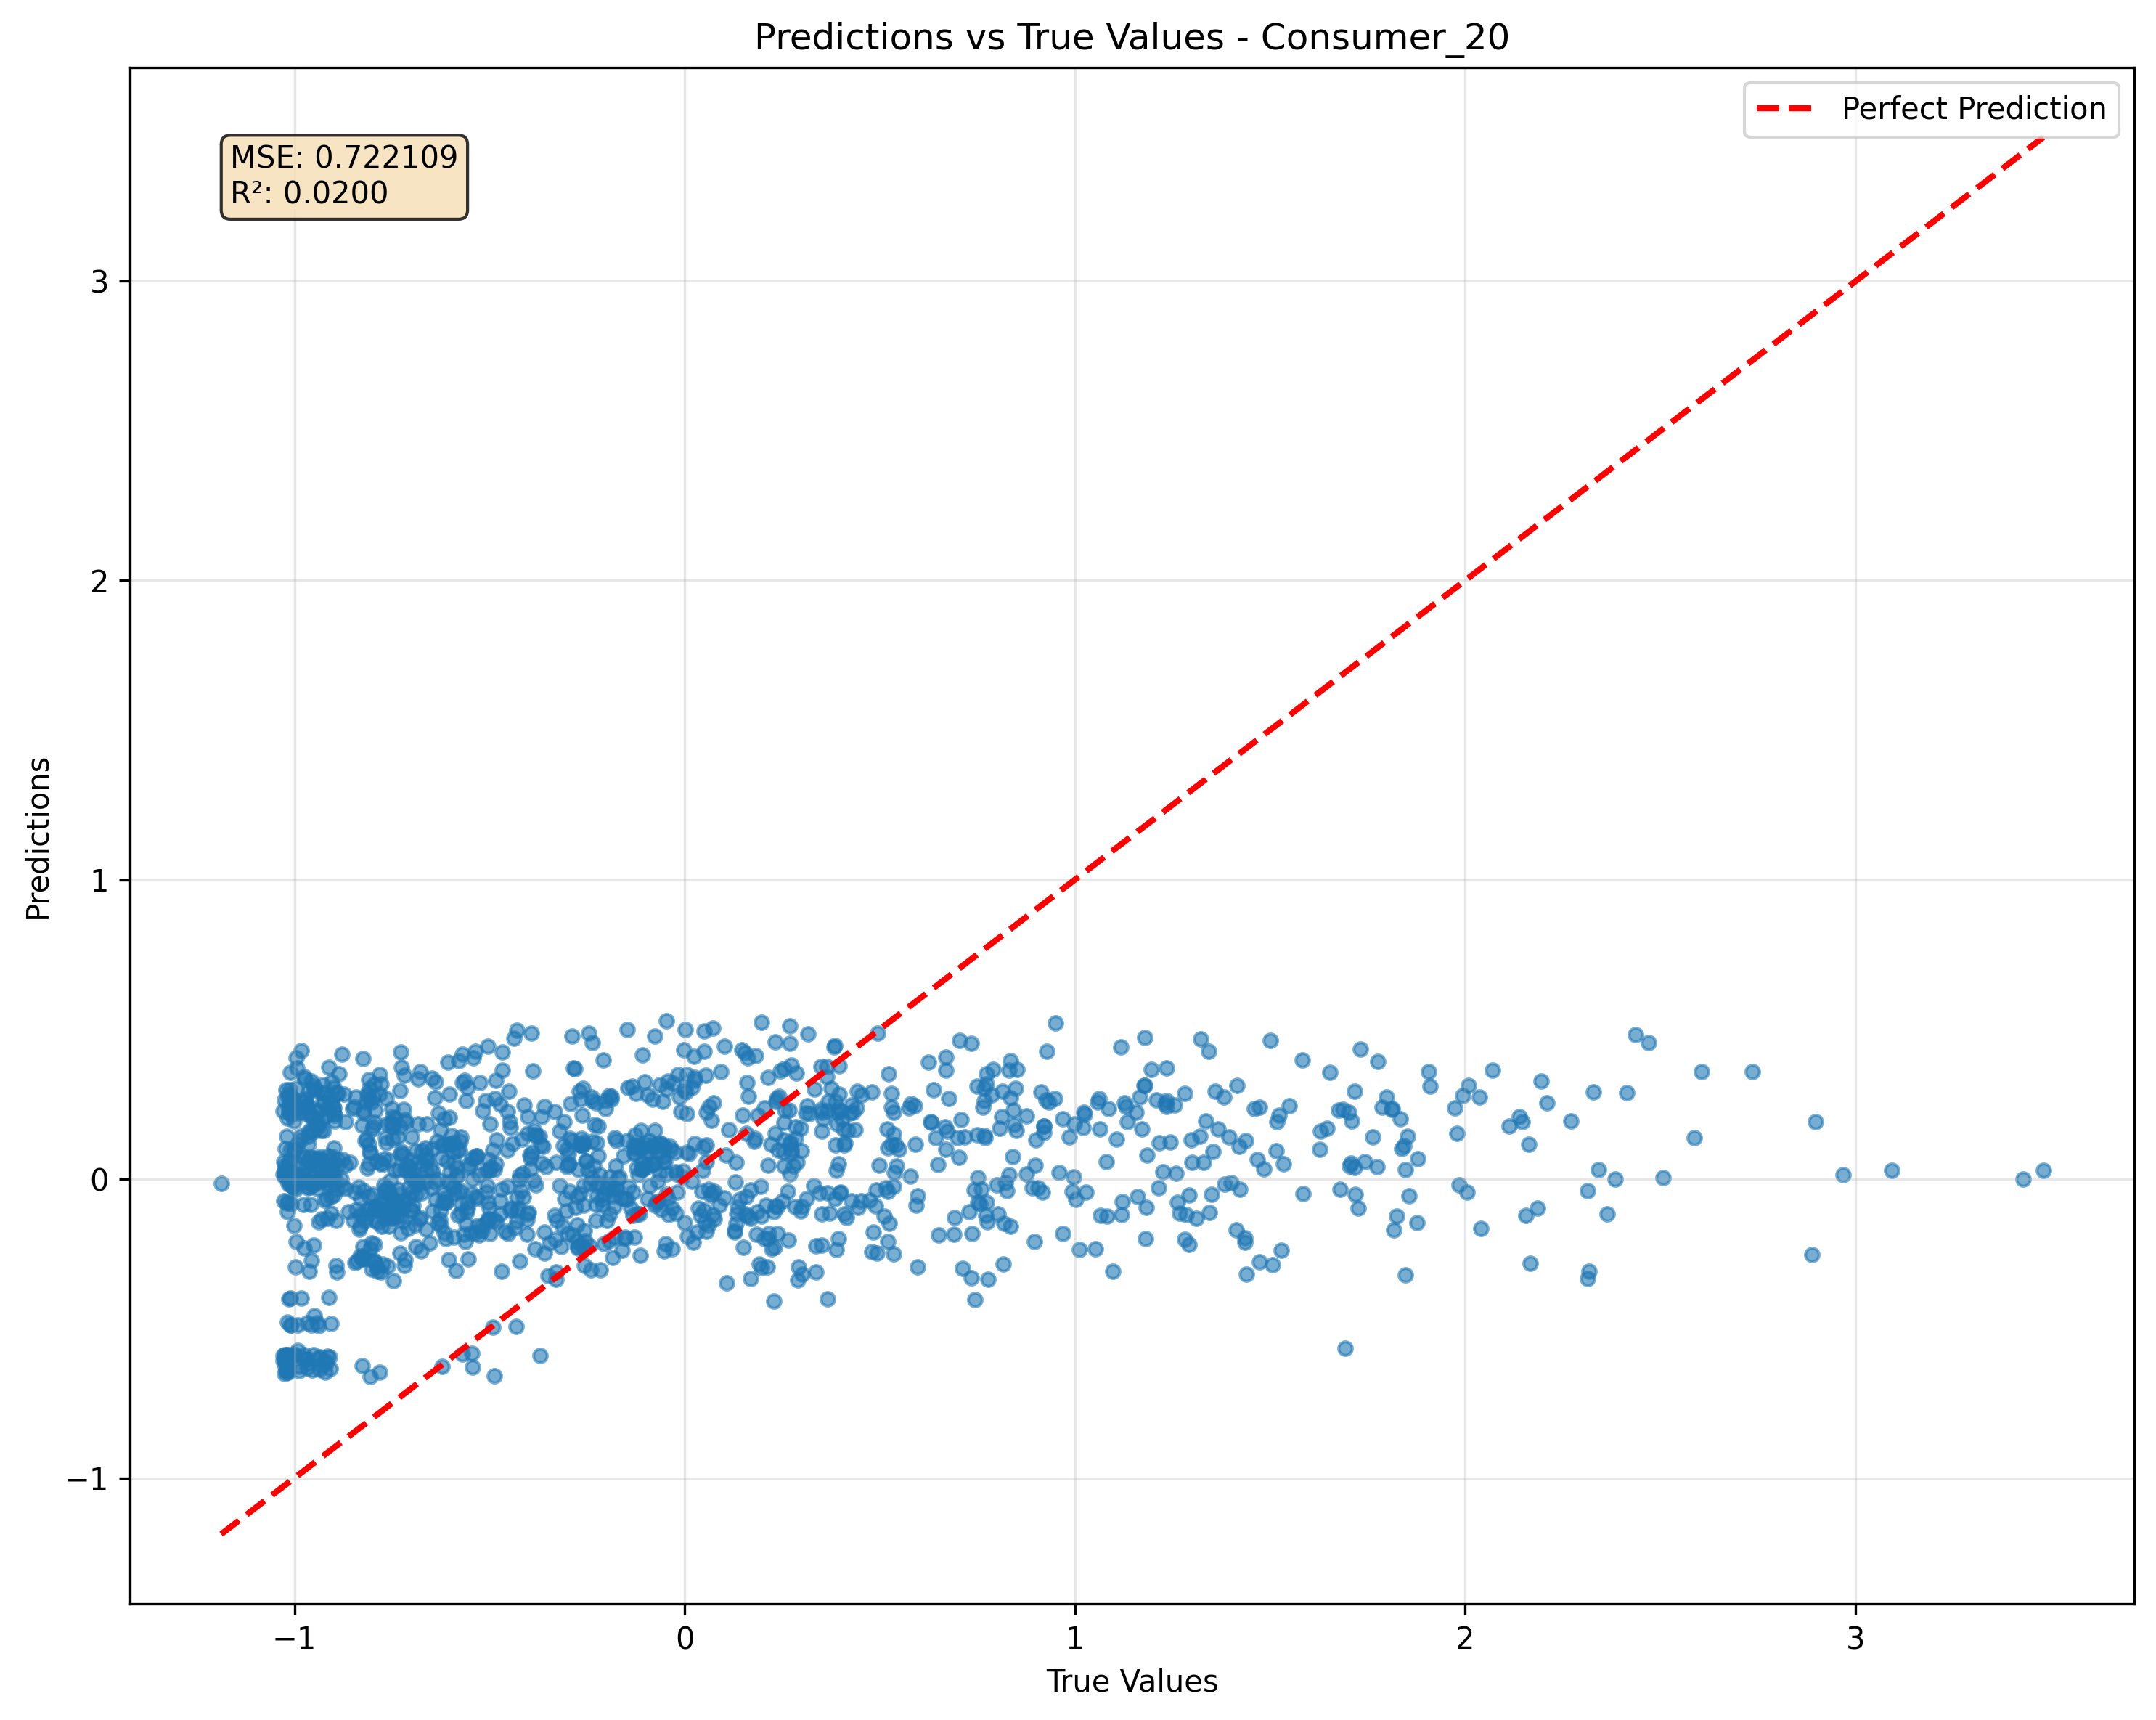 Predictions vs True Values - Consumer_20
Perfect Prediction
MSE: 0.722109
R²: 0.0200
3
2
1
0
−1
Predictions
−1 0 1 2 3
True Values